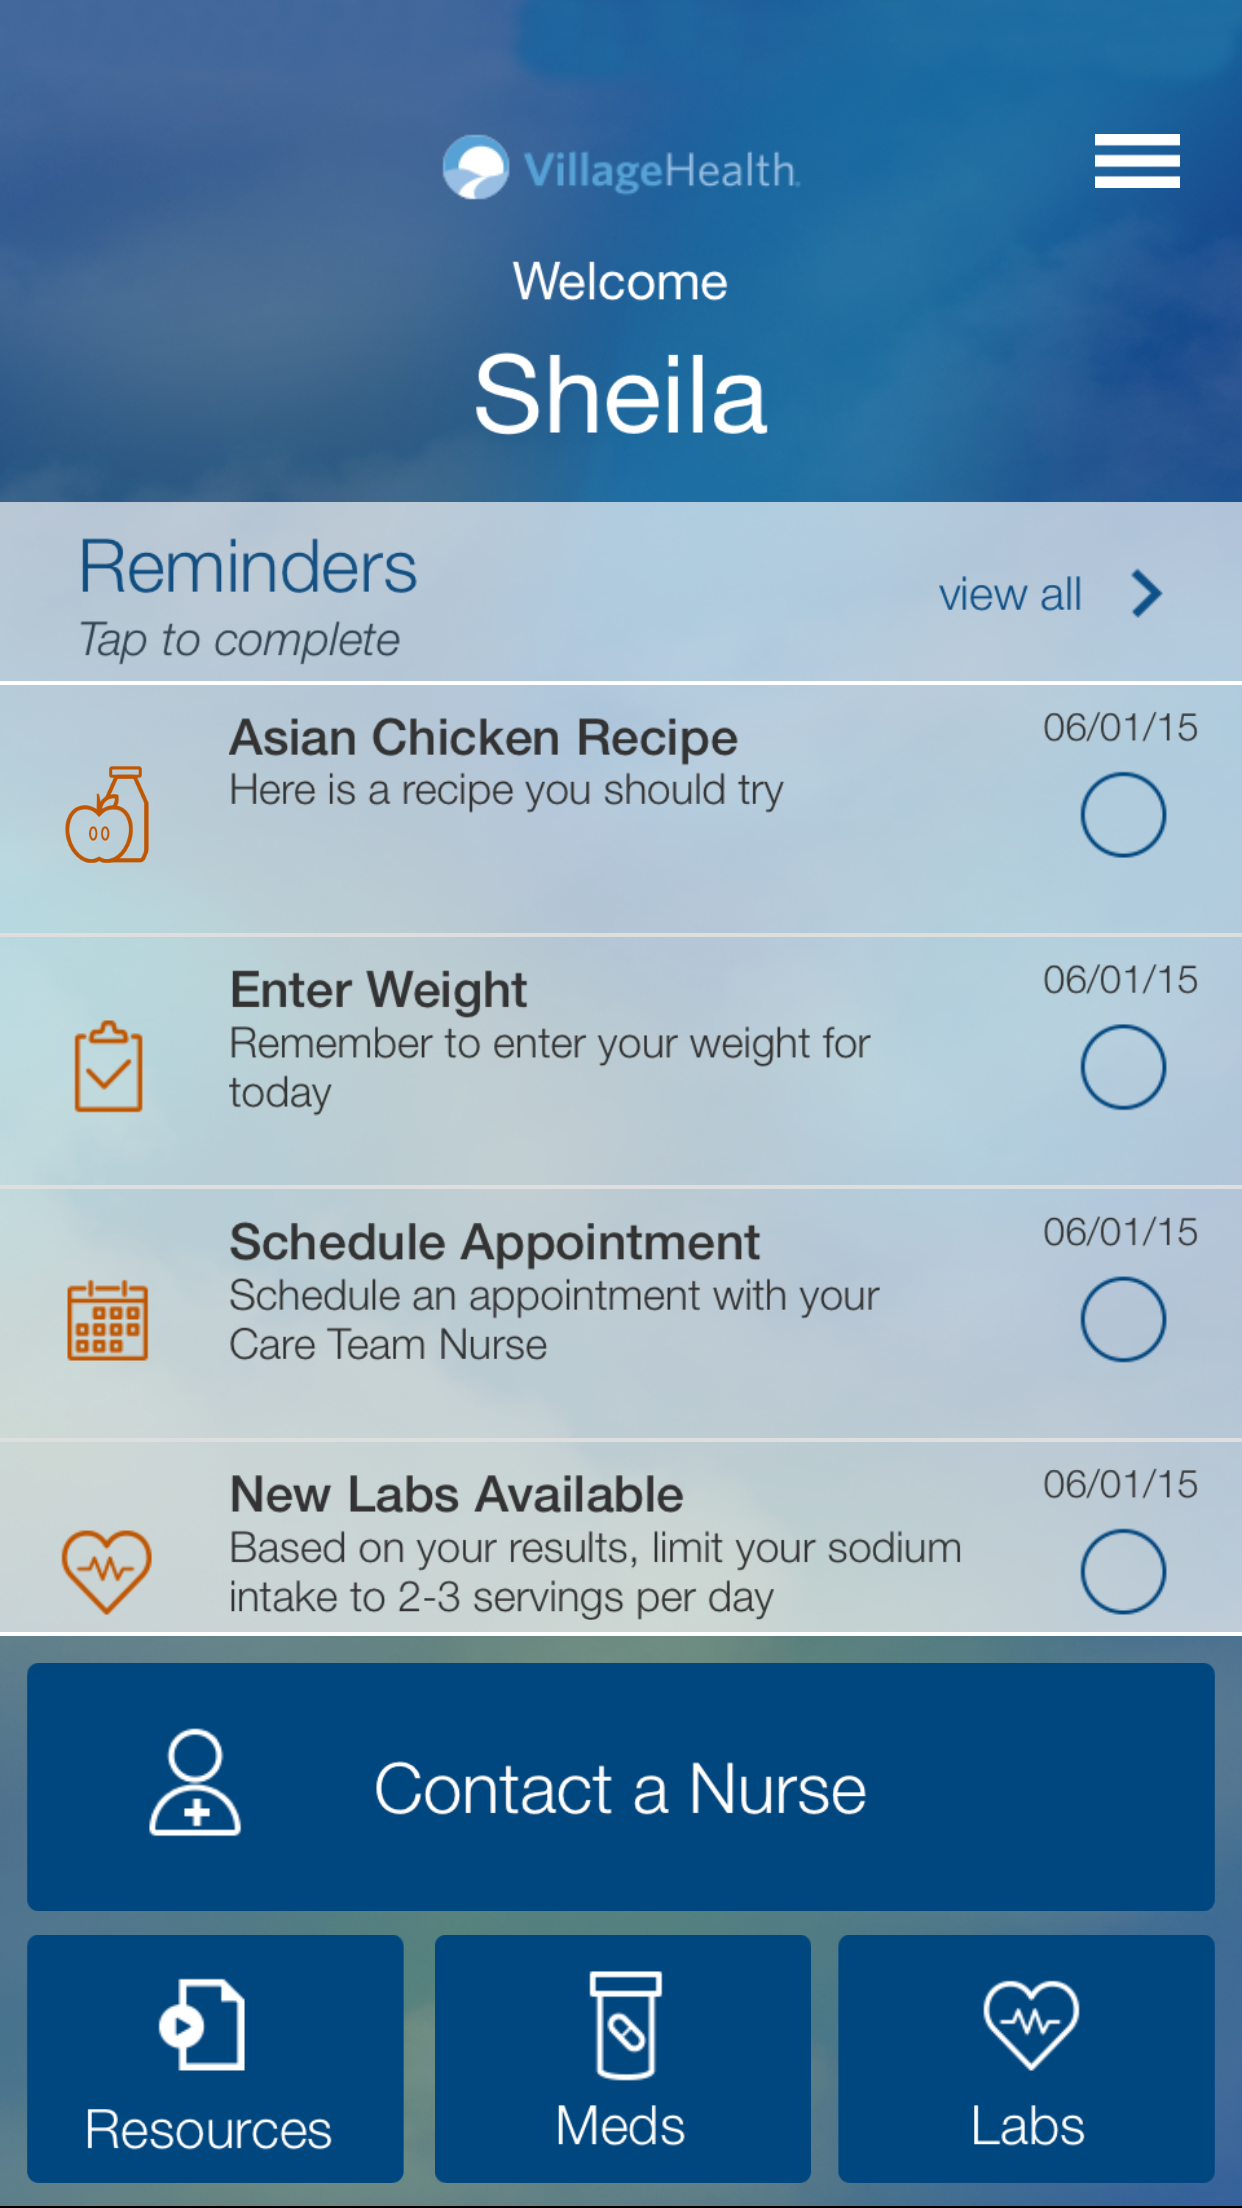 VillageHealth.
Welcome
Sheila
Reminders
Tap to complete
view all
Asian Chicken Recipe
06/01/15
Here is a recipe you should try
Enter Weight
06/01/15
Remember to enter your weight for
today
Schedule Appointment
06/01/15
Schedule an appointment with your
Care Team Nurse
New Labs Available
06/01/15
Based on your results, limit your sodium
intake to 2-3 servings per day
Contact a Nurse
Resources
Meds
Labs